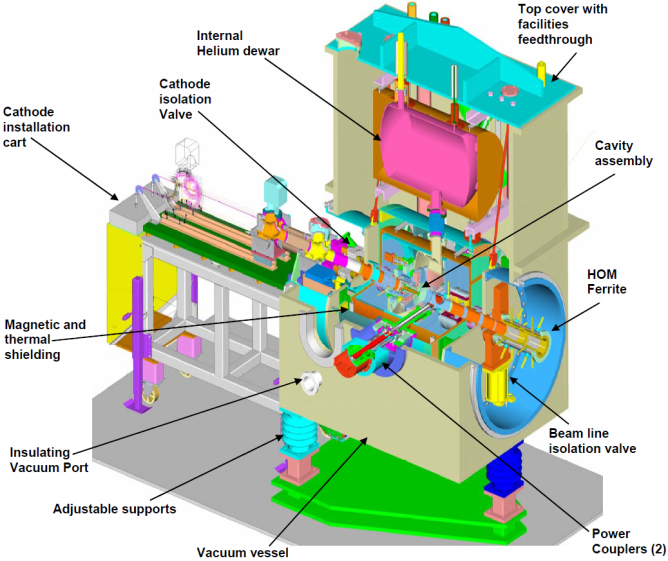 Top cover with
facilities
feedthrough
Internal
Helium dewar
Cathode
isolation
Valve
Cathode
installation
cart
Cavity
assembly
HOM
Ferrite
Magnetic and
thermal
shielding
Beam line
isolation valve
Insulating
Vacuum Port
Adjustable supports
Power
Couplers (2)
Vacuum vessel